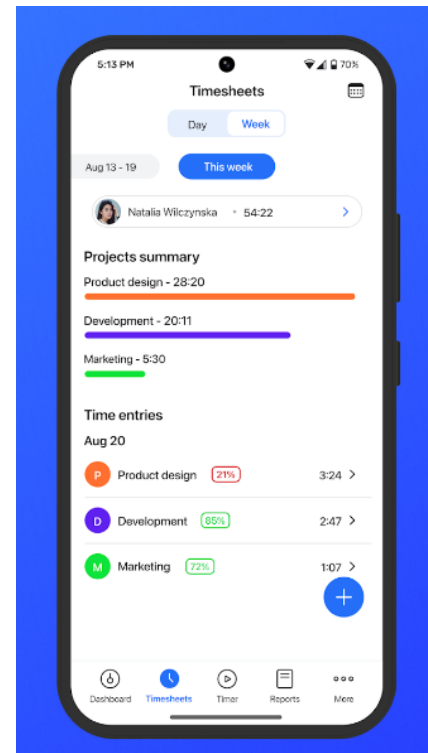 5:13 PM 70%
Timesheets
Day Week
Aug 13 - 19 This week
Natalia Wilczynska • 54:22 >
Projects summary
Product design - 28:20
Development - 20:11
Marketing - 5:30
Time entries
Aug 20
P Product design 21% 3:24 >
D Development 85% 2:47 >
M Marketing 72% 1:07 >
+
Dashboard Timesheets Timer Reports More